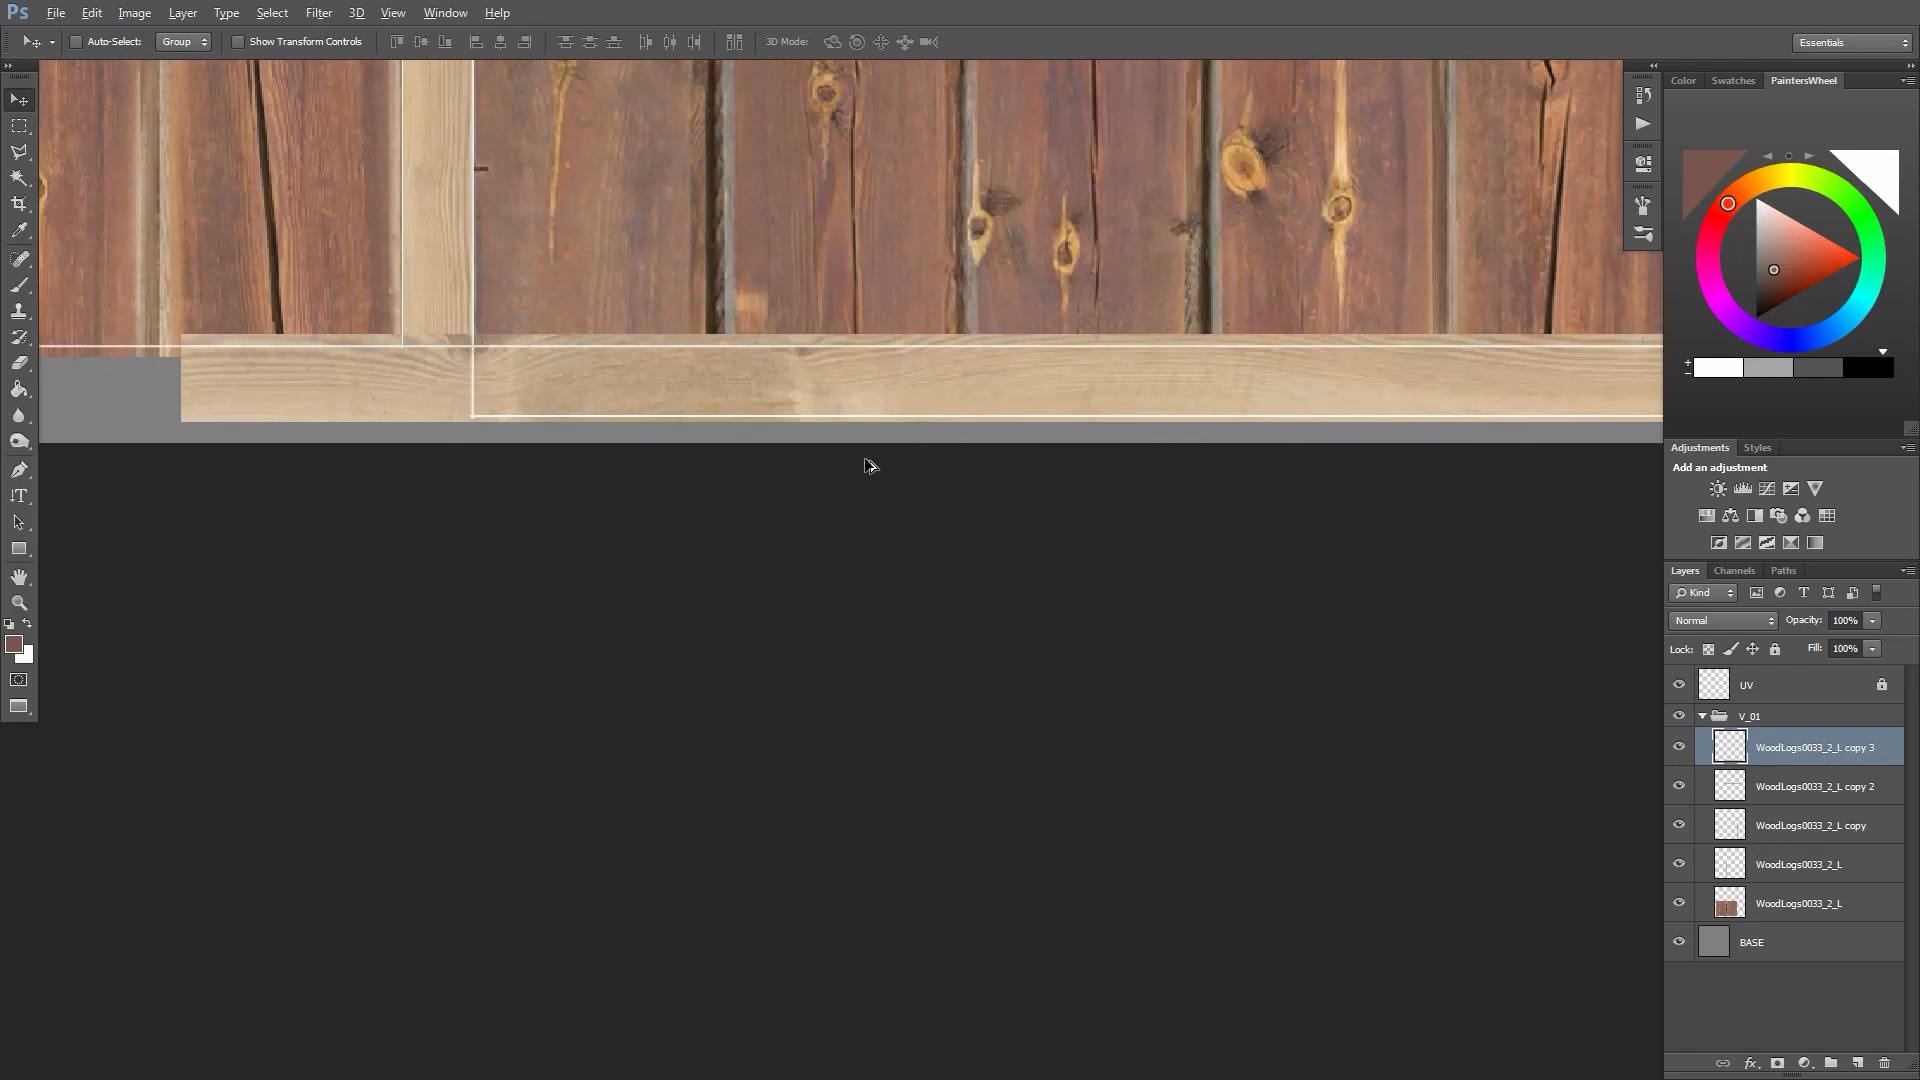 Ps File Edit Image Layer Type Select Filter 3D View Window Help
Auto-Select: Group Show Transform Controls 3D Mode: Essentials
Color Swatches PaintersWheel
Adjustments Styles
Add an adjustment
Layers Channels Paths
Kind
Normal Opacity: 100%
Lock: Fill: 100%
UV
V_01
WoodLogs0033_2_L copy 3
WoodLogs0033_2_L copy 2
WoodLogs0033_2_L copy
WoodLogs0033_2_L
WoodLogs0033_2_L
BASE